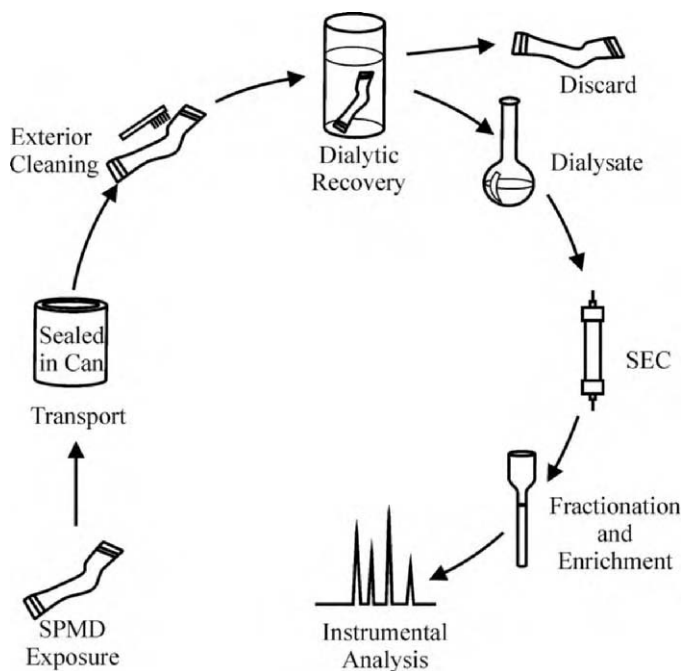 SPMD
Exposure
Transport
Sealed
in Can
Exterior
Cleaning
Dialytic
Recovery
Discard
Dialysate
SEC
Fractionation
and
Enrichment
Instrumental
Analysis